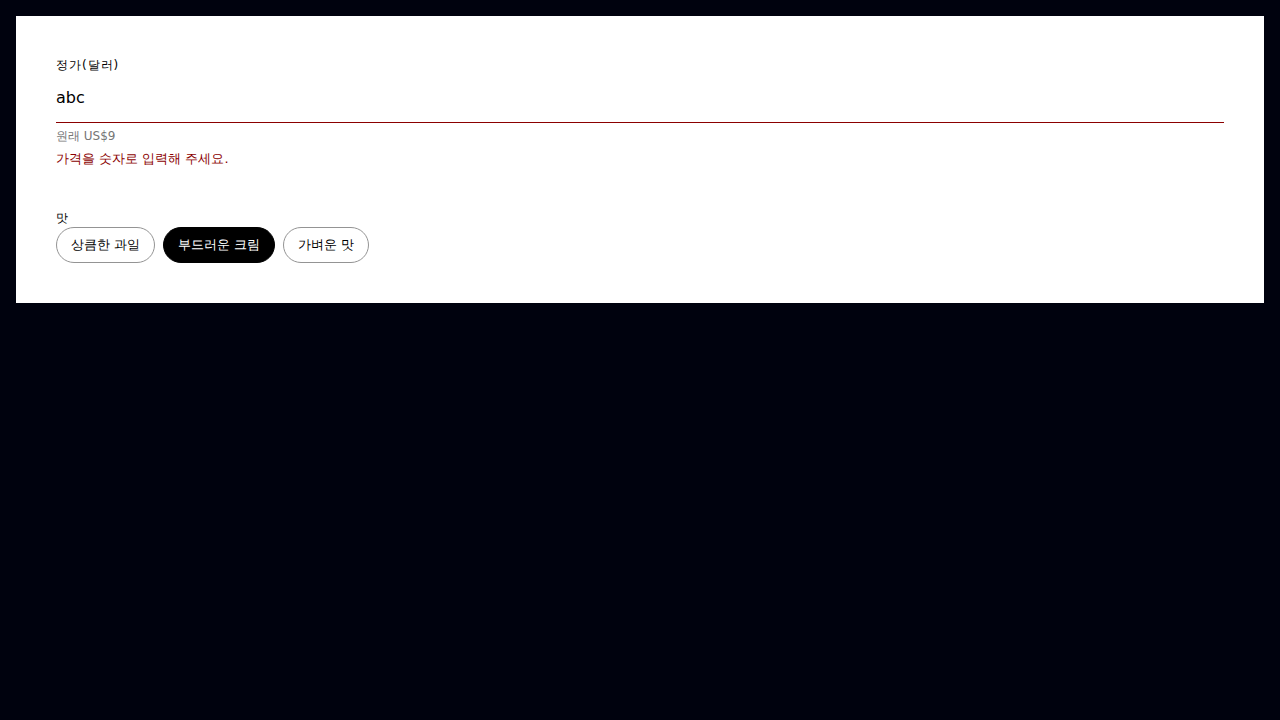 정가(달러)
abc
원래 US$9
가격을 숫자로 입력해 주세요.
맛
상큼한 과일 부드러운 크림 가벼운 맛